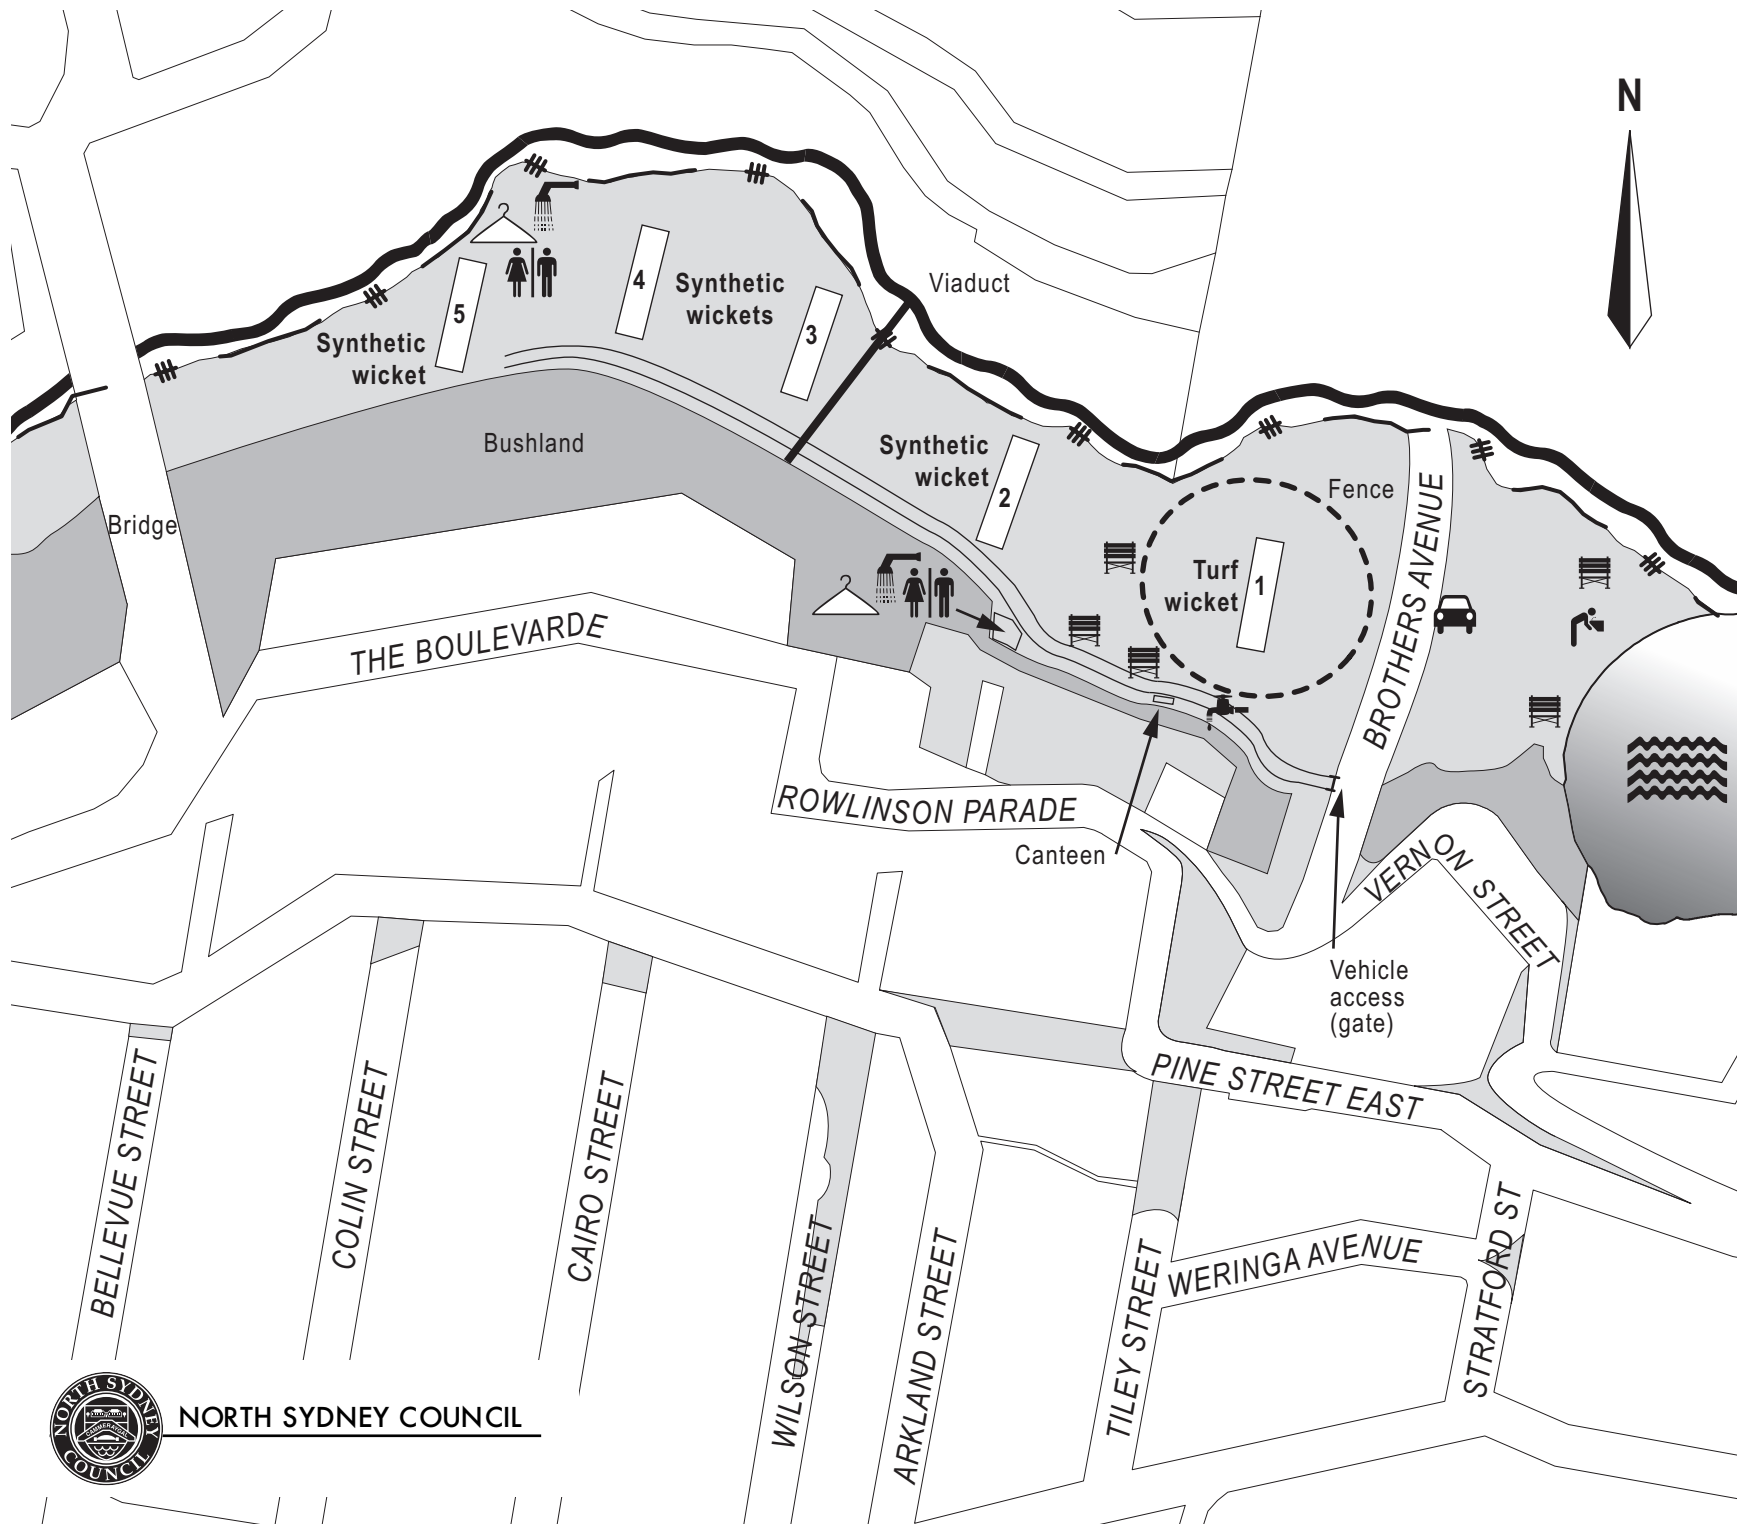 N
Viaduct
4
Synthetic
wickets
3
5
Synthetic
wicket
Bushland
Synthetic
wicket
2
Fence
Bridge
Turf
wicket
1
BROTHERS AVENUE
THE BOULEVARDE
ROWLINSON PARADE
Canteen
VERNON STREET
Vehicle
access
(gate)
PINE STREET EAST
BELLEVUE STREET
COLIN STREET
CAIRO STREET
WILSON STREET
ARKLAND STREET
TILEY STREET
WERINGA AVENUE
STRATFORD ST
NORTH SYDNEY
CAMMERAYGAL
COUNCIL
NORTH SYDNEY COUNCIL